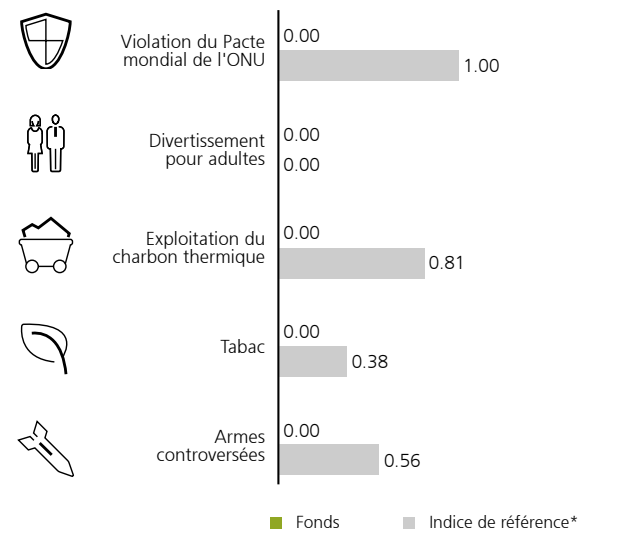 Violation du Pacte
mondial de l'ONU
0.00
1.00
Divertissement
pour adultes
0.00
0.00
Exploitation du
charbon thermique
0.00
0.81
Tabac
0.00
0.38
Armes
controversées
0.00
0.56
Fonds
Indice de référence*